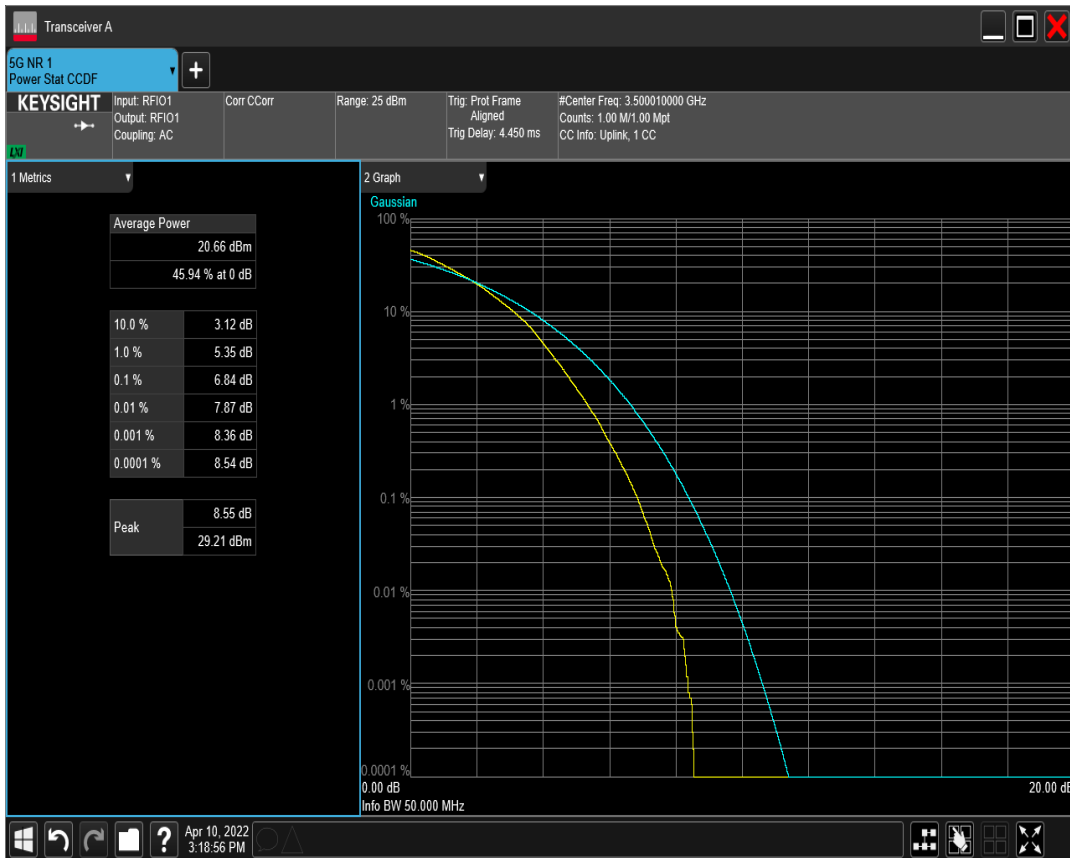 Transceiver A
5G NR 1
Power Stat CCDF
+
KEYSIGHT
LXI
Input: RFIO1
Output: RFIO1
Coupling: AC
Corr CCorr
Range: 25 dBm
Trig: Prot Frame
Aligned
Trig Delay: 4.450 ms
#Center Freq: 3.500010000 GHz
Counts: 1.00 M/1.00 Mpt
CC Info: Uplink, 1 CC
1 Metrics
Average Power
20.66 dBm
45.94 % at 0 dB
10.0 % 3.12 dB
1.0 % 5.35 dB
0.1 % 6.84 dB
0.01 % 7.87 dB
0.001 % 8.36 dB
0.0001 % 8.54 dB
Peak
8.55 dB
29.21 dBm
2 Graph
Gaussian
100 %
10 %
1 %
0.1 %
0.01 %
0.001 %
0.0001 %
0.00 dB 20.00 dB
Info BW 50.000 MHz
?
Apr 10, 2022
3:18:56 PM